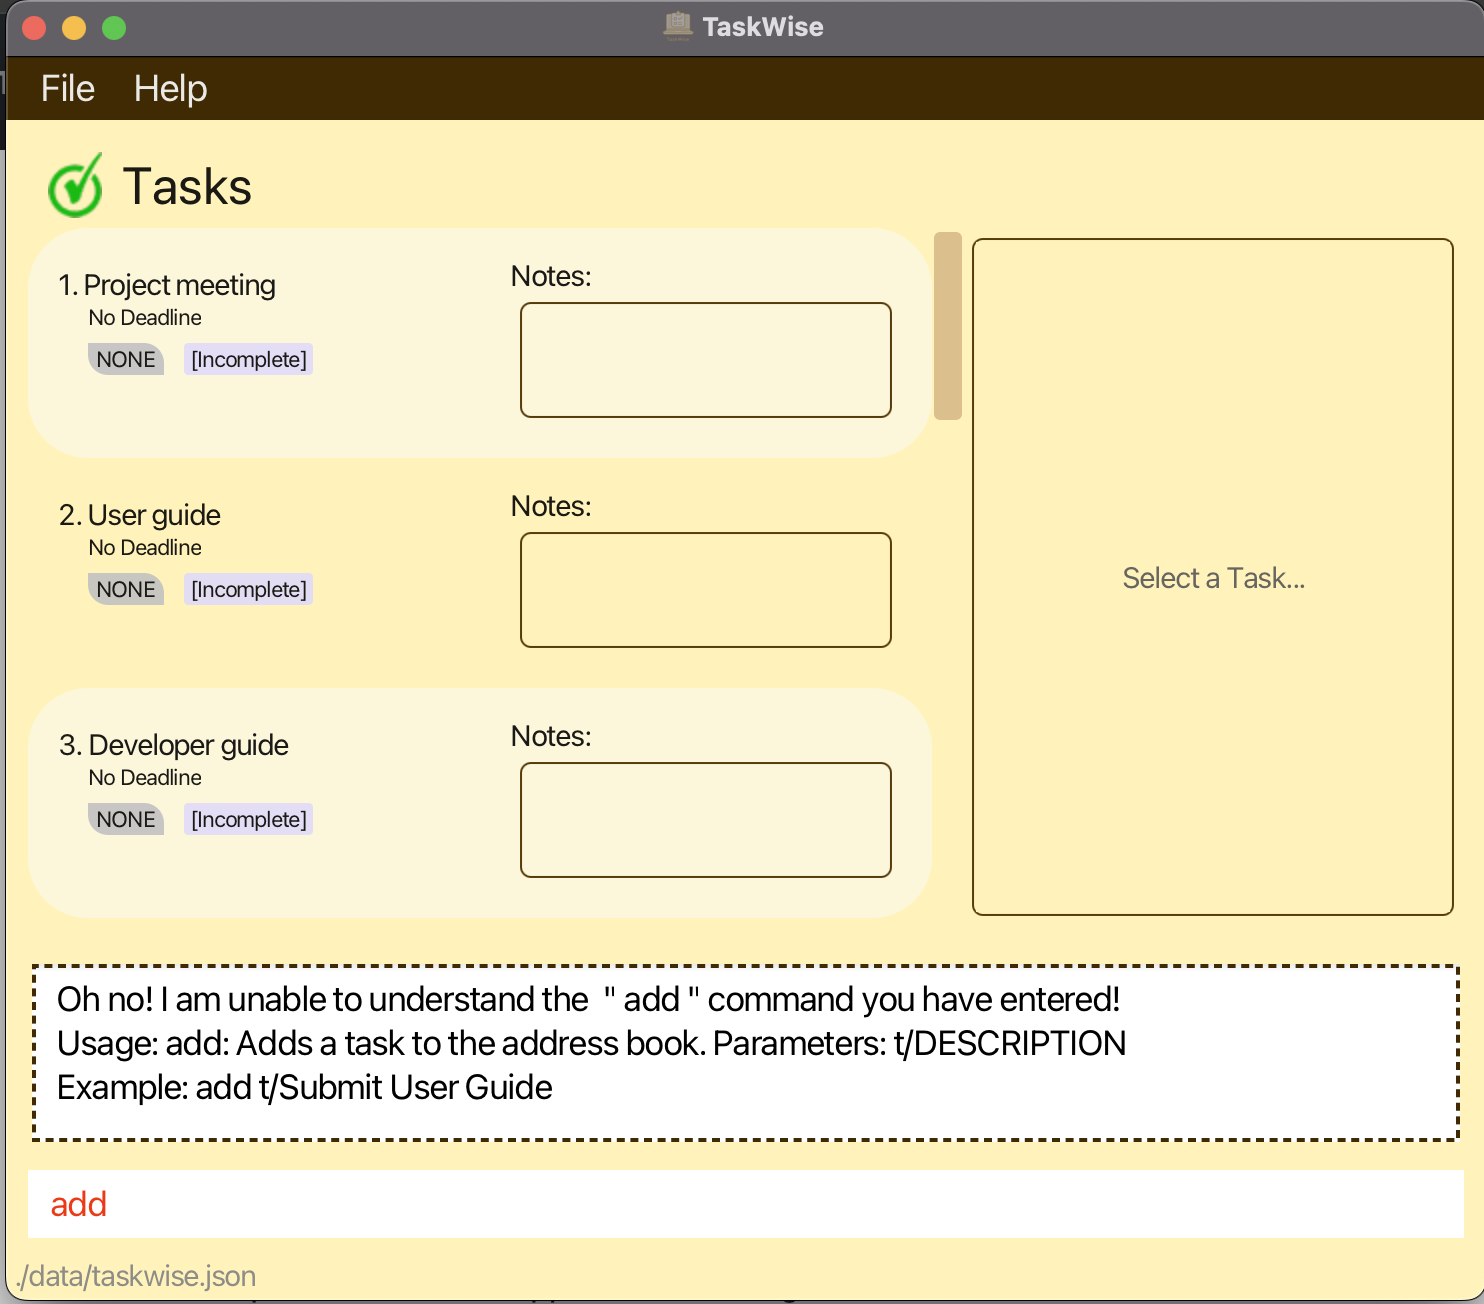 TaskWise
File Help
Tasks
1. Project meeting
No Deadline
NONE [Incomplete]
Notes:
2. User guide
No Deadline
NONE [Incomplete]
Notes:
3. Developer guide
No Deadline
NONE [Incomplete]
Notes:
Select a Task...
Oh no! I am unable to understand the " add " command you have entered!
Usage: add: Adds a task to the address book. Parameters: t/DESCRIPTION
Example: add t/Submit User Guide
add
./data/taskwise.json